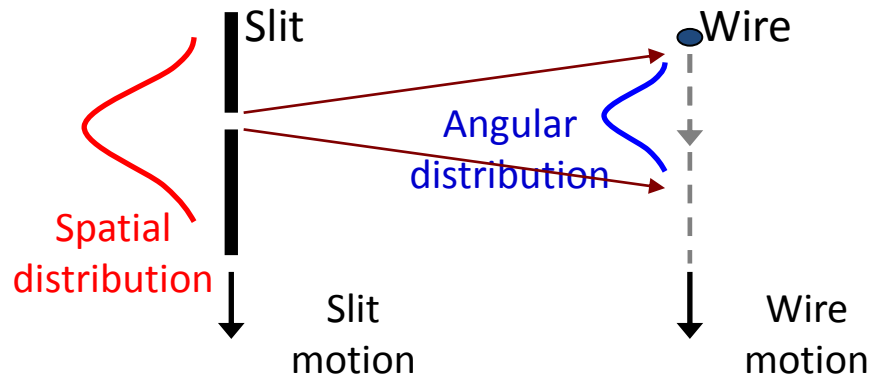 Slit
Wire
Angular
distribution
Spatial
distribution
Slit
motion
Wire
motion